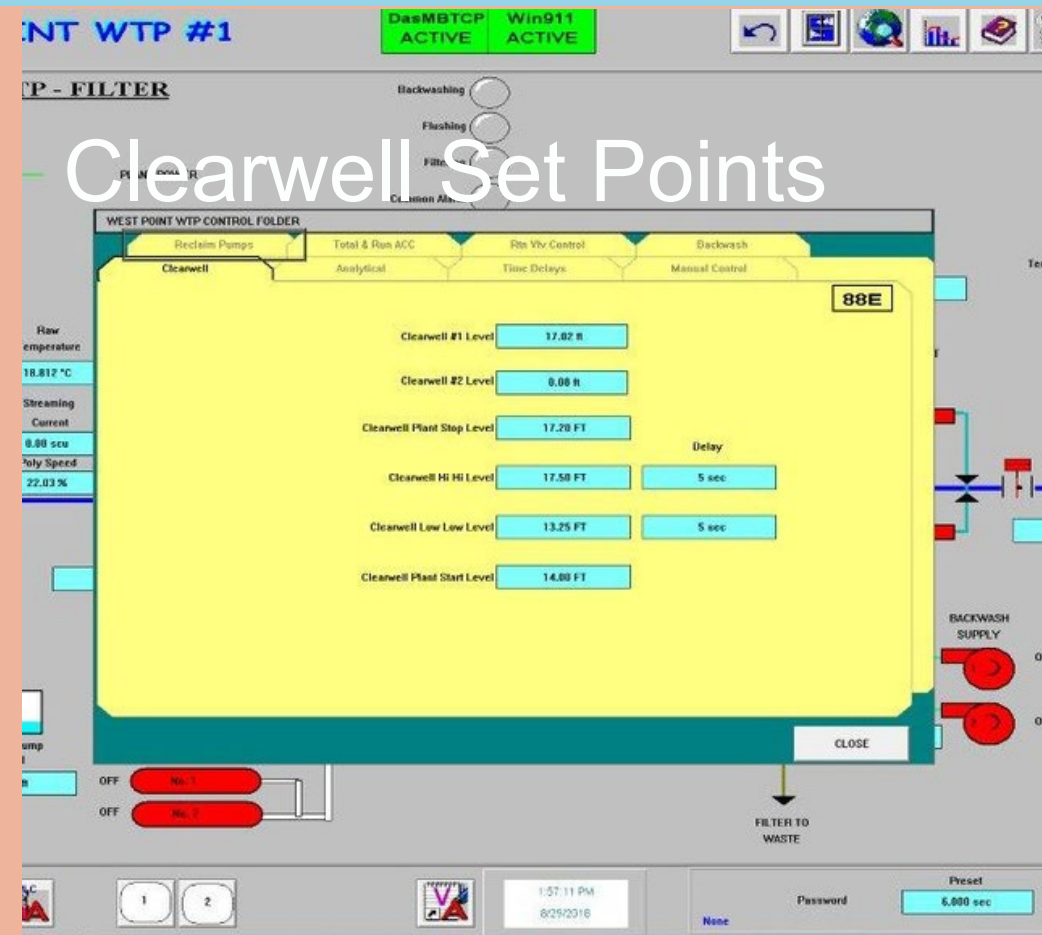 NT WTP #1
DasMBTCP ACTIVE
Win911 ACTIVE
TP - FILTER
Backwashing
Flushing
Clearwell Set Points
WEST POINT WTP CONTROL FOLDER
Reclaim Pumps Total & Run ACC Rtn Vlv Control Backwash
Clearwell Analytical Time Delays Manual Control
88E
Clearwell #1 Level 17.02 ft
Clearwell #2 Level 0.00 ft
Clearwell Plant Stop Level 17.20 FT
Delay
Clearwell Hi Hi Level 17.50 FT 5 sec
Clearwell Low Low Level 13.25 FT 5 sec
Clearwell Plant Start Level 14.00 FT
CLOSE
Raw
emperature
18.812 °C
Streaming
Current
0.00 scu
Poly Speed
22.03 %
BACKWASH
SUPPLY
ump
OFF No. 1
OFF No. 2
FILTER TO
WASTE
1 2
1:57:11 PM
8/29/2018
None
Password
Preset
6.000 sec